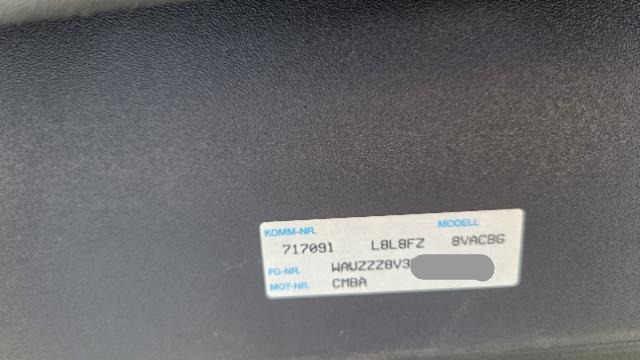 KOMM-NR. MODELL
717091 L8L8FZ 8VACBG
FG-NR. WAUZZZ8V3
MOT-NR. CMBA